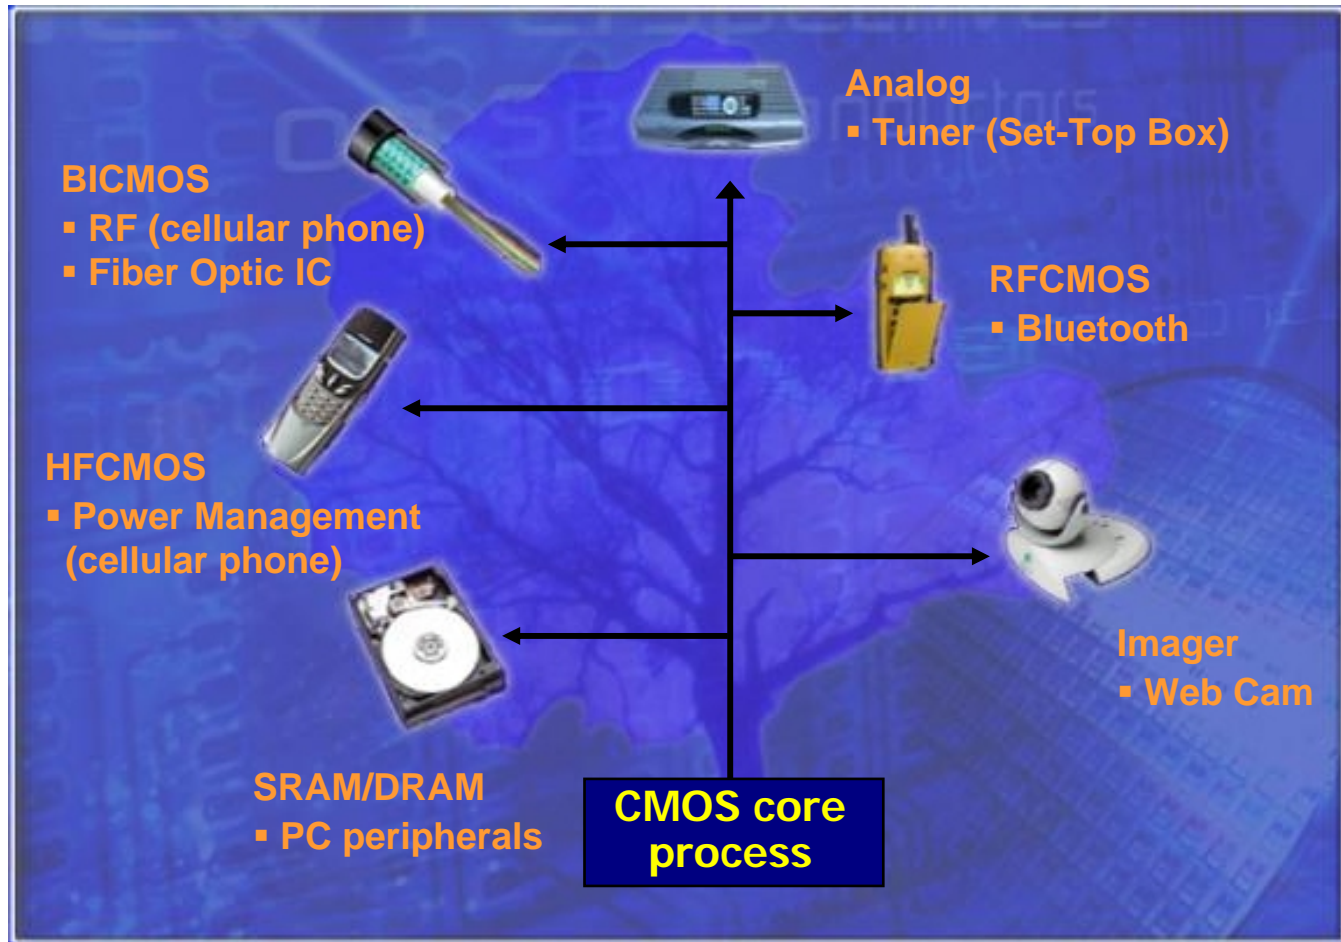 Analog
▪ Tuner (Set-Top Box)
BICMOS
▪ RF (cellular phone)
▪ Fiber Optic IC
RFCMOS
▪ Bluetooth
HFCMOS
▪ Power Management
(cellular phone)
Imager
▪ Web Cam
SRAM/DRAM
▪ PC peripherals
CMOS core
process